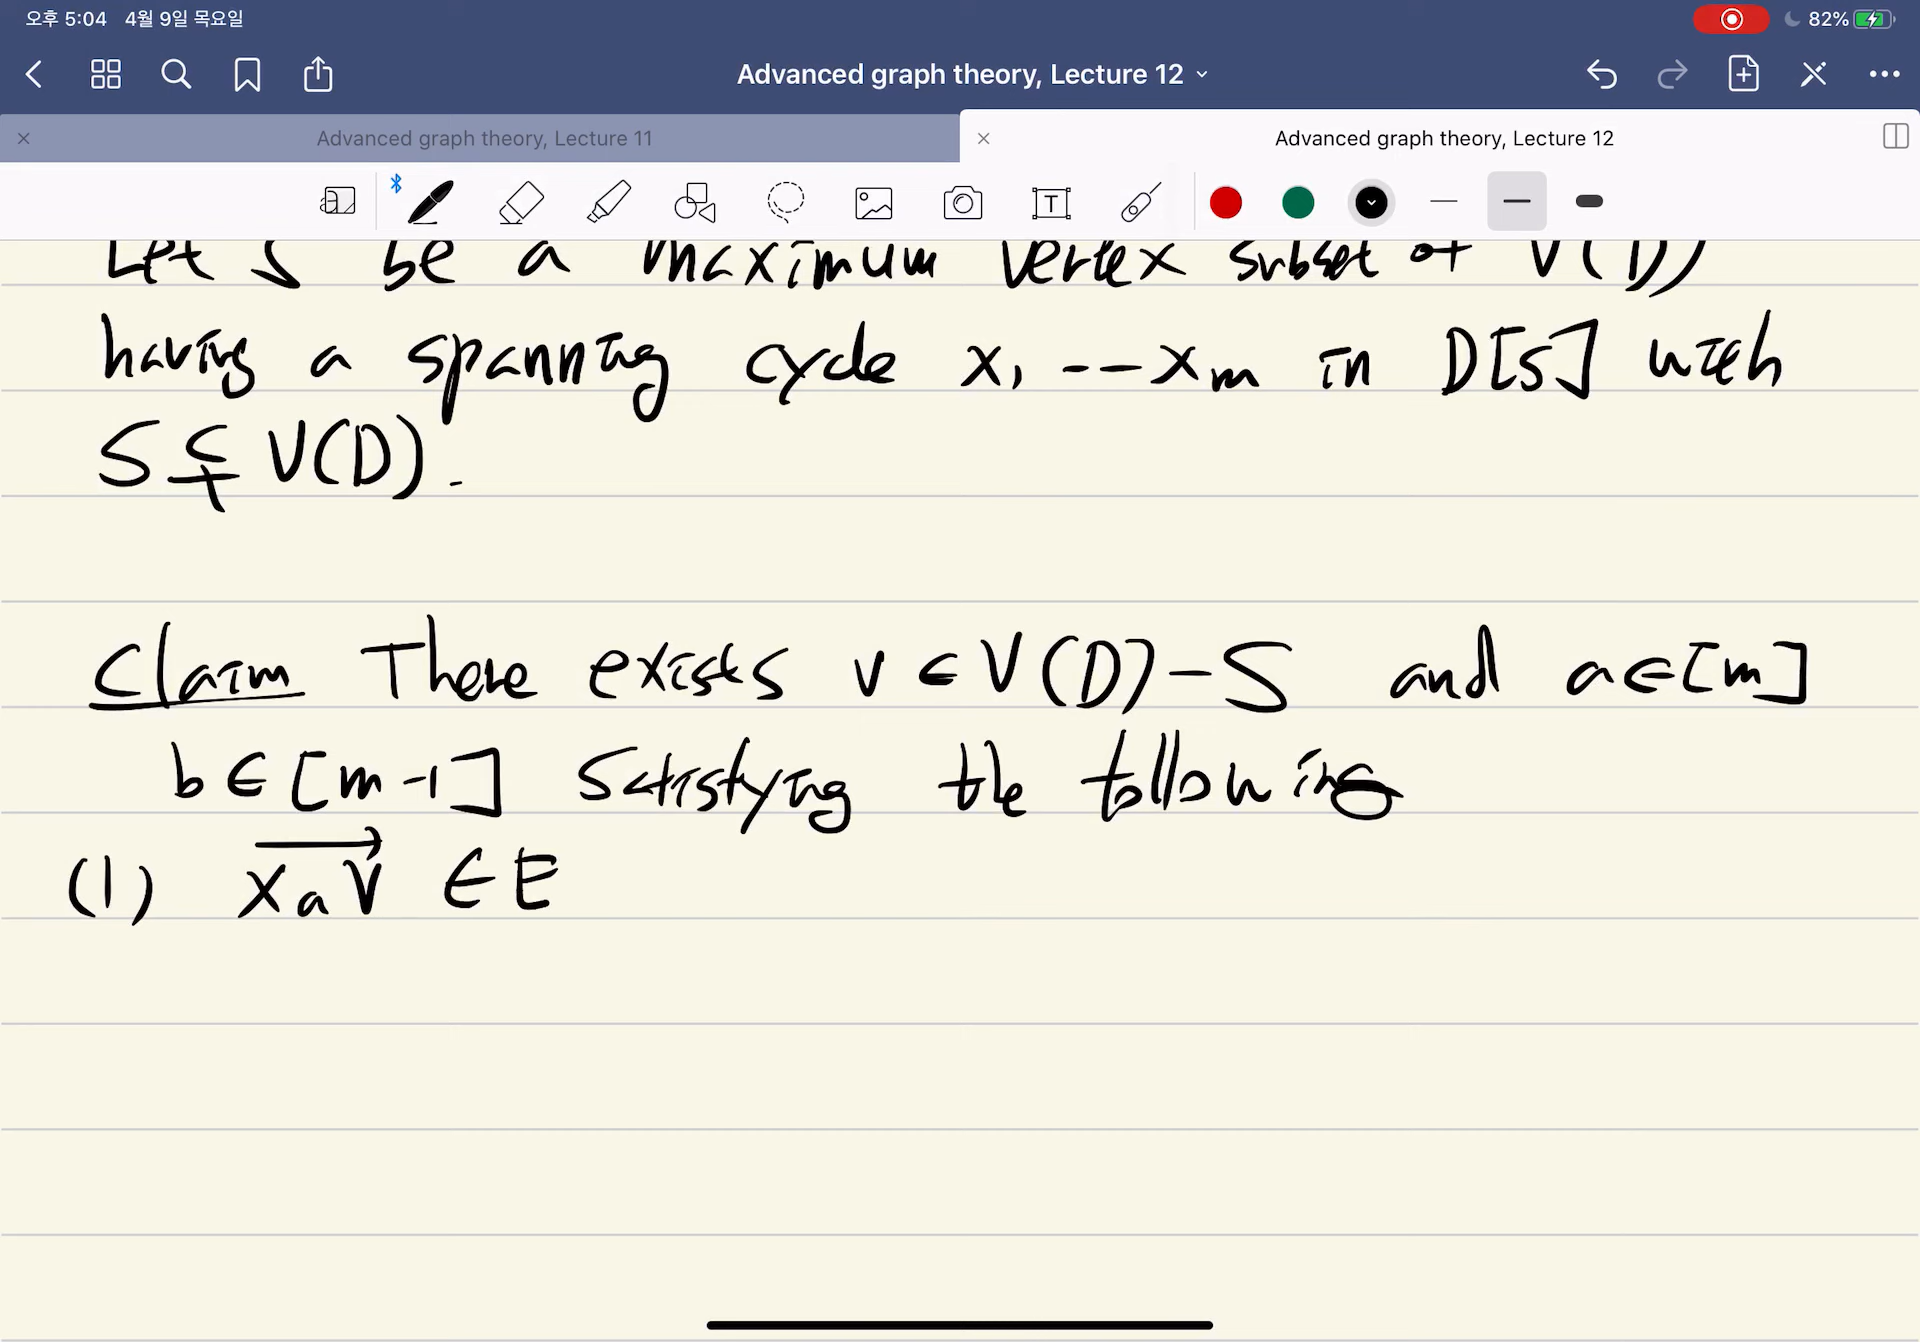 오후 5:04 4월 9일 목요일 82%
Advanced graph theory, Lecture 12
Advanced graph theory, Lecture 11 Advanced graph theory, Lecture 12
Let S be a maximum vertex subset of V(D)
having a spanning cycle x₁ -- xₘ in D[S] with
S ⊊ V(D).
Claim There exists v ∈ V(D) - S and a ∈ [m]
b ∈ [m-1] satisfying the following
(1) $\overrightarrow{x_a v}$ ∈ E